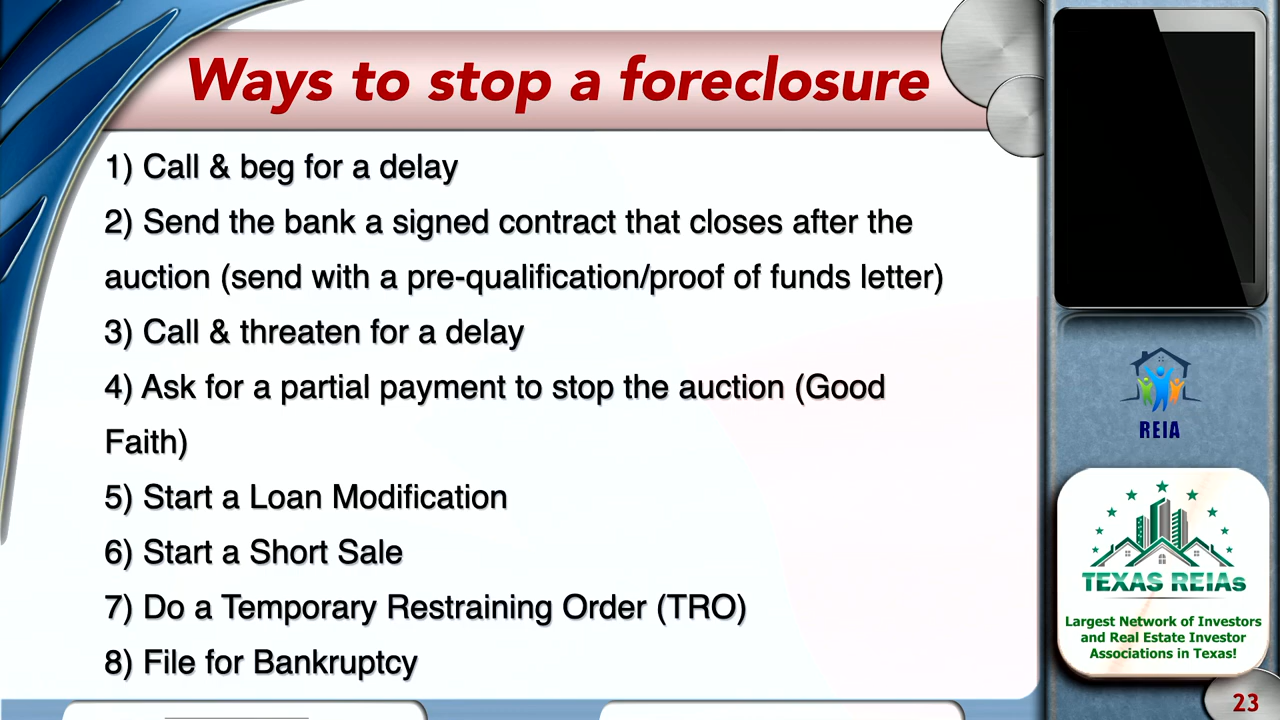 Ways to stop a foreclosure
1) Call & beg for a delay
2) Send the bank a signed contract that closes after the
auction (send with a pre-qualification/proof of funds letter)
3) Call & threaten for a delay
4) Ask for a partial payment to stop the auction (Good
Faith)
5) Start a Loan Modification
6) Start a Short Sale
7) Do a Temporary Restraining Order (TRO)
8) File for Bankruptcy
REIA
TEXAS REIAs
Largest Network of Investors
and Real Estate Investor
Associations in Texas!
23